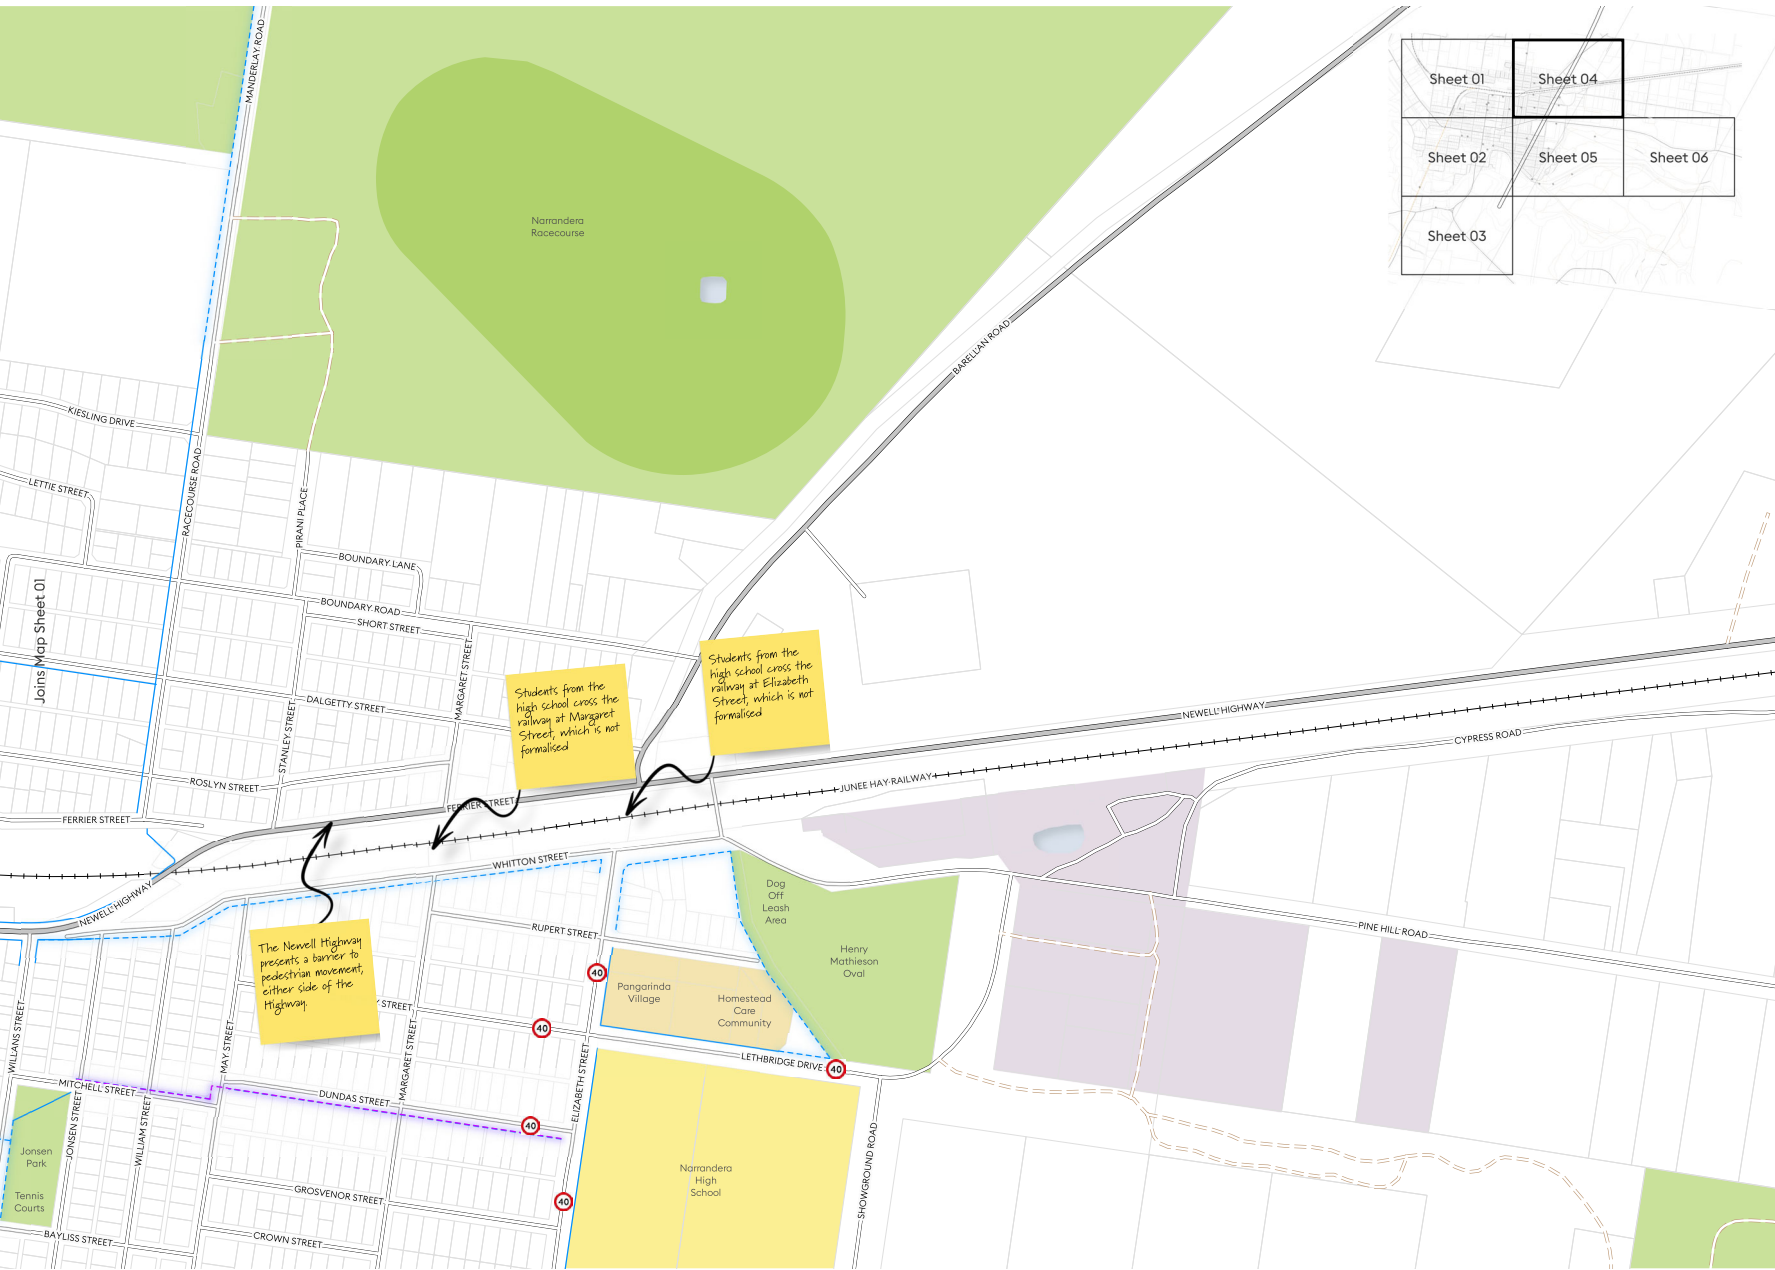 MANDERLAY ROAD
Sheet 01
Sheet 04
Sheet 02
Sheet 05
Sheet 06
Sheet 03
Narrandera
Racecourse
BARELLAN ROAD
KIESLING DRIVE
LETTIE STREET
RACECOURSE ROAD
PIRANI PLACE
BOUNDARY LANE
BOUNDARY ROAD
SHORT STREET
Joins Map Sheet 01
MARGARET STREET
DALGETTY STREET
STANLEY STREET
ROSLYN STREET
FERRIER STREET
FERRIER STREET
Students from the
high school cross the
railway at Margaret
Street, which is not
formalised
Students from the
high school cross the
railway at Elizabeth
Street, which is not
formalised
NEWELL HIGHWAY
CYPRESS ROAD
JUNEE HAY RAILWAY
WHITTON STREET
NEWELL HIGHWAY
The Newell Highway
presents a barrier to
pedestrian movement,
either side of the
Highway.
Dog
Off
Leash
Area
Henry
Mathieson
Oval
RUPERT STREET
PINE HILL ROAD
40
Pangarinda
Village
Homestead
Care
Community
Y STREET
40
LETHBRIDGE DRIVE
40
WILLANS STREET
MAY STREET
MARGARET STREET
ELIZABETH STREET
MITCHELL STREET
DUNDAS STREET
40
JONSEN STREET
WILLIAM STREET
Jonsen
Park
Tennis
Courts
GROSVENOR STREET
40
Narrandera
High
School
SHOWGROUND ROAD
BAYLISS STREET
CROWN STREET